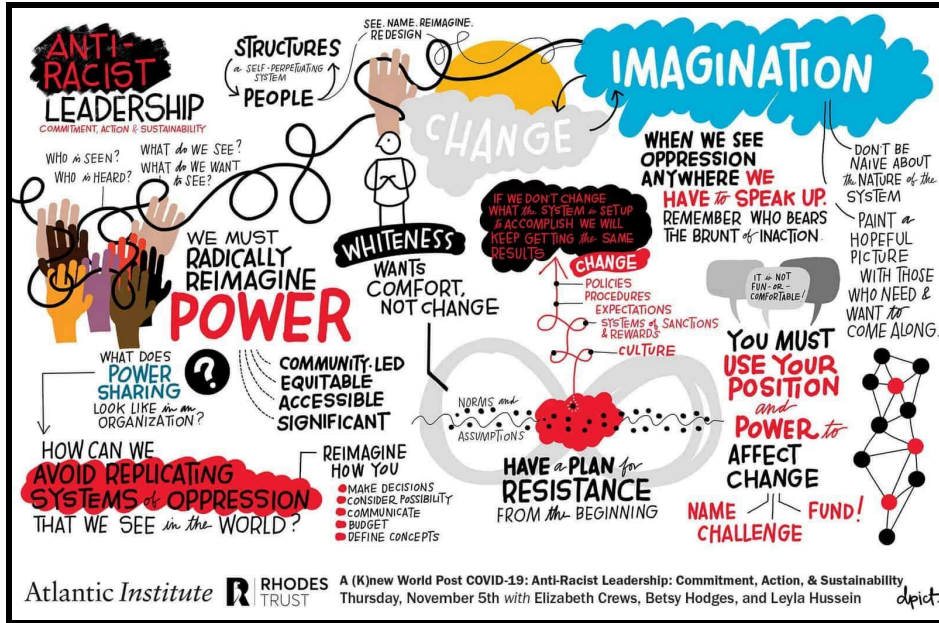 ANTI-
RACIST
LEADERSHIP
COMMITMENT, ACTION & SUSTAINABILITY
WHO is SEEN?
WHO is HEARD?
WHAT do WE SEE?
WHAT do WE WANT
to SEE?
STRUCTURES
a SELF-PERPETUATING
SYSTEM
PEOPLE
SEE. NAME. REIMAGINE.
REDESIGN
CHANGE
IMAGINATION
WE MUST
RADICALLY
REIMAGINE
POWER
COMMUNITY-LED
EQUITABLE
ACCESSIBLE
SIGNIFICANT
WHAT DOES
POWER
SHARING
LOOK LIKE in an
ORGANIZATION?
?
HOW CAN WE
AVOID REPLICATING
SYSTEMS of OPPRESSION
THAT WE SEE in the WORLD?
REIMAGINE
HOW YOU
MAKE DECISIONS
CONSIDER POSSIBILITY
COMMUNICATE
BUDGET
DEFINE CONCEPTS
WHITENESS
WANTS
COMFORT,
NOT CHANGE
IF WE DON'T CHANGE
WHAT the SYSTEM is SETUP
to ACCOMPLISH WE WILL
KEEP GETTING the SAME
RESULTS
CHANGE
POLICIES
PROCEDURES
EXPECTATIONS
SYSTEMS of SANCTIONS
& REWARDS
CULTURE
NORMS and
ASSUMPTIONS
HAVE a PLAN for
RESISTANCE
FROM the BEGINNING
WHEN WE SEE
OPPRESSION
ANYWHERE WE
HAVE to SPEAK UP.
REMEMBER WHO BEARS
THE BRUNT of INACTION.
DON'T BE
NAIVE ABOUT
the NATURE of the
SYSTEM
PAINT a
HOPEFUL
PICTURE
WITH THOSE
WHO NEED &
WANT to
COME ALONG.
IT is NOT
FUN-OR-
COMFORTABLE!
YOU MUST
USE YOUR
POSITION
and
POWER to
AFFECT
CHANGE
NAME
CHALLENGE
FUND!
Atlantic Institute
RHODES
TRUST
A (K)new World Post COVID-19: Anti-Racist Leadership: Commitment, Action, & Sustainability
Thursday, November 5th with Elizabeth Crews, Betsy Hodges, and Leyla Hussein
dpict.